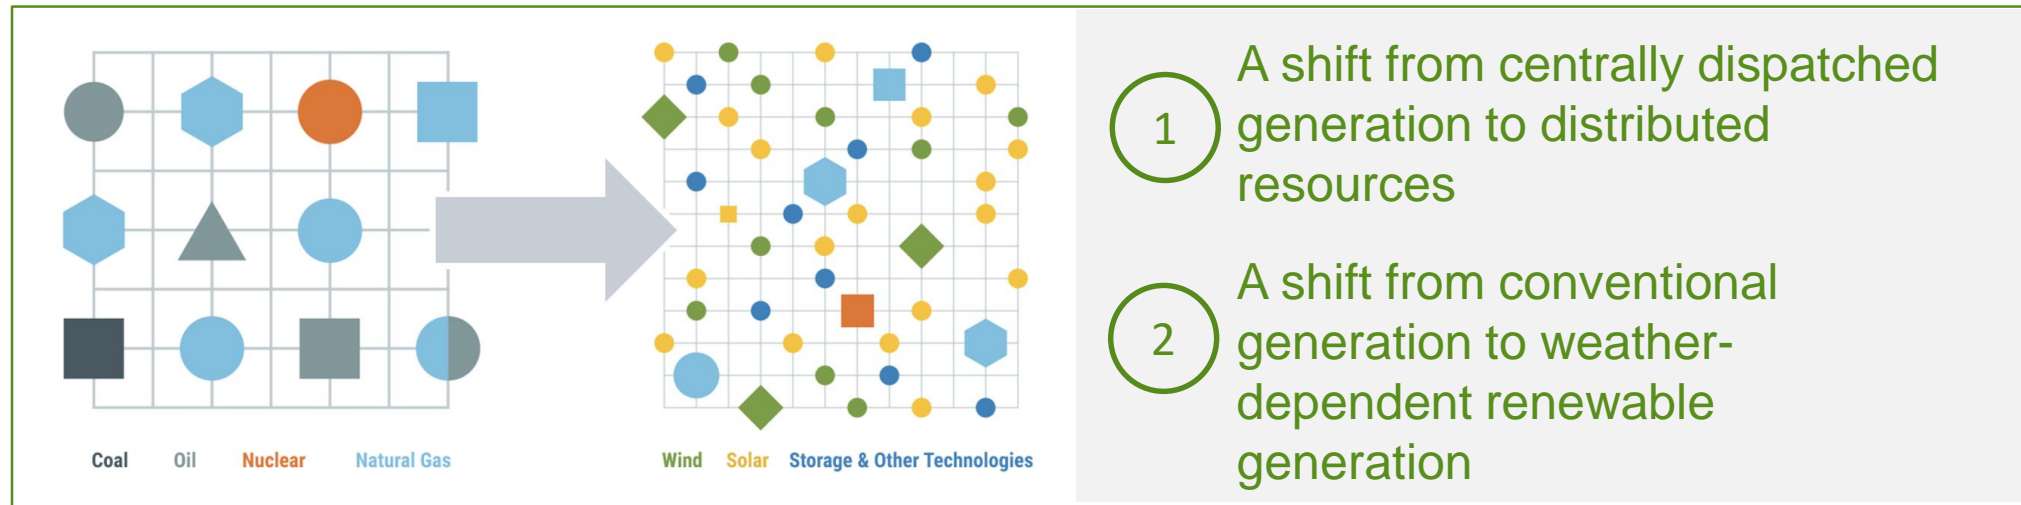 Coal Oil Nuclear Natural Gas
Wind Solar Storage & Other Technologies
1
A shift from centrally dispatched
generation to distributed
resources
2
A shift from conventional
generation to weather-
dependent renewable
generation